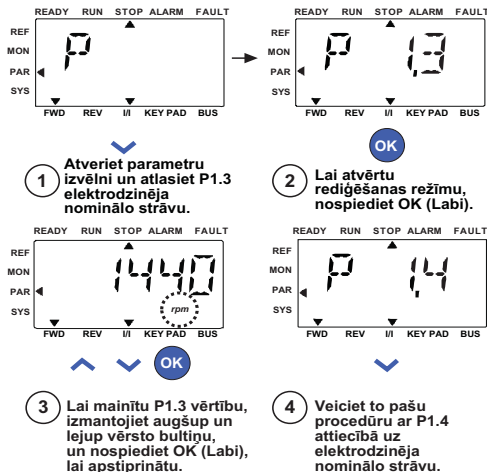 READY RUN STOP ALARM FAULT
REF
MON
PAR
SYS
P
FWD REV I/I KEY PAD BUS
1 Atveriet parametru
izvēlni un atlasiet P1.3
elektrodzinēja
nominālo strāvu.
READY RUN STOP ALARM FAULT
REF
MON
PAR
SYS
P 1,3
FWD REV I/I KEY PAD BUS
OK
2 Lai atvērtu
rediģēšanas režīmu,
nospiediet OK (Labi).
READY RUN STOP ALARM FAULT
REF
MON
PAR
SYS
1440
rpm
FWD REV I/I KEY PAD BUS
OK
3 Lai mainītu P1.3 vērtību,
izmantojiet augšup un
lejup vērsto bultiņu,
un nospiediet OK (Labi),
lai apstiprinātu.
READY RUN STOP ALARM FAULT
REF
MON
PAR
SYS
P 1,4
FWD REV I/I KEY PAD BUS
4 Veiciet to pašu
procedūru ar P1.4
attiecībā uz
elektrodzinēja
nominālo strāvu.